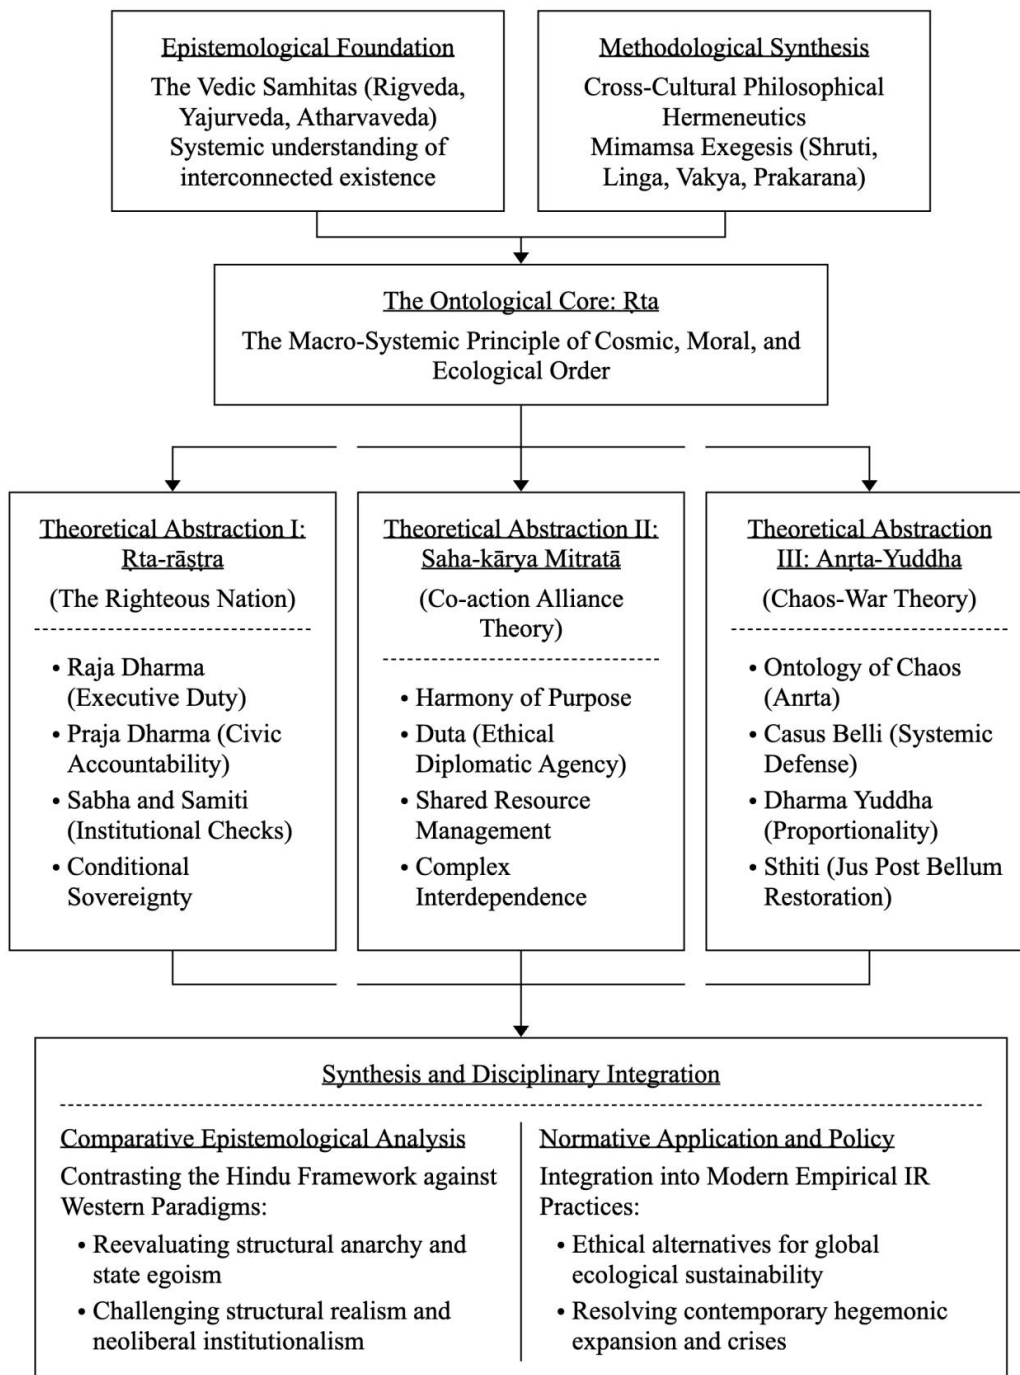 Epistemological Foundation
The Vedic Samhitas (Rigveda,
Yajurveda, Atharvaveda)
Systemic understanding of
interconnected existence
Methodological Synthesis
Cross-Cultural Philosophical
Hermeneutics
Mimamsa Exegesis (Shruti,
Linga, Vakya, Prakarana)
The Ontological Core: Ṛta
The Macro-Systemic Principle of Cosmic, Moral, and
Ecological Order
Theoretical Abstraction I:
Ṛta-rāṣṭra
(The Righteous Nation)
• Raja Dharma
(Executive Duty)
• Praja Dharma (Civic
Accountability)
• Sabha and Samiti
(Institutional Checks)
• Conditional
Sovereignty
Theoretical Abstraction II:
Saha-kārya Mitratā
(Co-action Alliance
Theory)
• Harmony of Purpose
• Duta (Ethical
Diplomatic Agency)
• Shared Resource
Management
• Complex
Interdependence
Theoretical Abstraction
III: Anṛta-Yuddha
(Chaos-War Theory)
• Ontology of Chaos
(Anrta)
• Casus Belli (Systemic
Defense)
• Dharma Yuddha
(Proportionality)
• Sthiti (Jus Post Bellum
Restoration)
Synthesis and Disciplinary Integration
Comparative Epistemological Analysis
Contrasting the Hindu Framework against
Western Paradigms:
• Reevaluating structural anarchy and
state egoism
• Challenging structural realism and
neoliberal institutionalism
Normative Application and Policy
Integration into Modern Empirical IR
Practices:
• Ethical alternatives for global
ecological sustainability
• Resolving contemporary hegemonic
expansion and crises